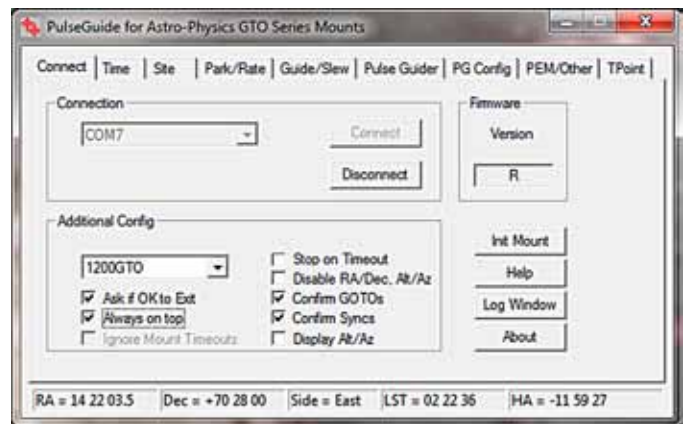 PulseGuide for Astro-Physics GTO Series Mounts
Connect Time Site Park/Rate Guide/Slew Pulse Guider PG Config PEM/Other TPoint
Connection
COM7
Connect
Disconnect
Firmware
Version
R
Additional Config
1200GTO
Ask if OK to Exit
Always on top
Ignore Mount Timeouts
Stop on Timeout
Disable RA/Dec, Alt/Az
Confirm GOTOs
Confirm Syncs
Display Alt/Az
Init Mount
Help
Log Window
About
RA = 14 22 03.5 Dec = +70 28 00 Side = East LST = 02 22 36 HA = -11 59 27